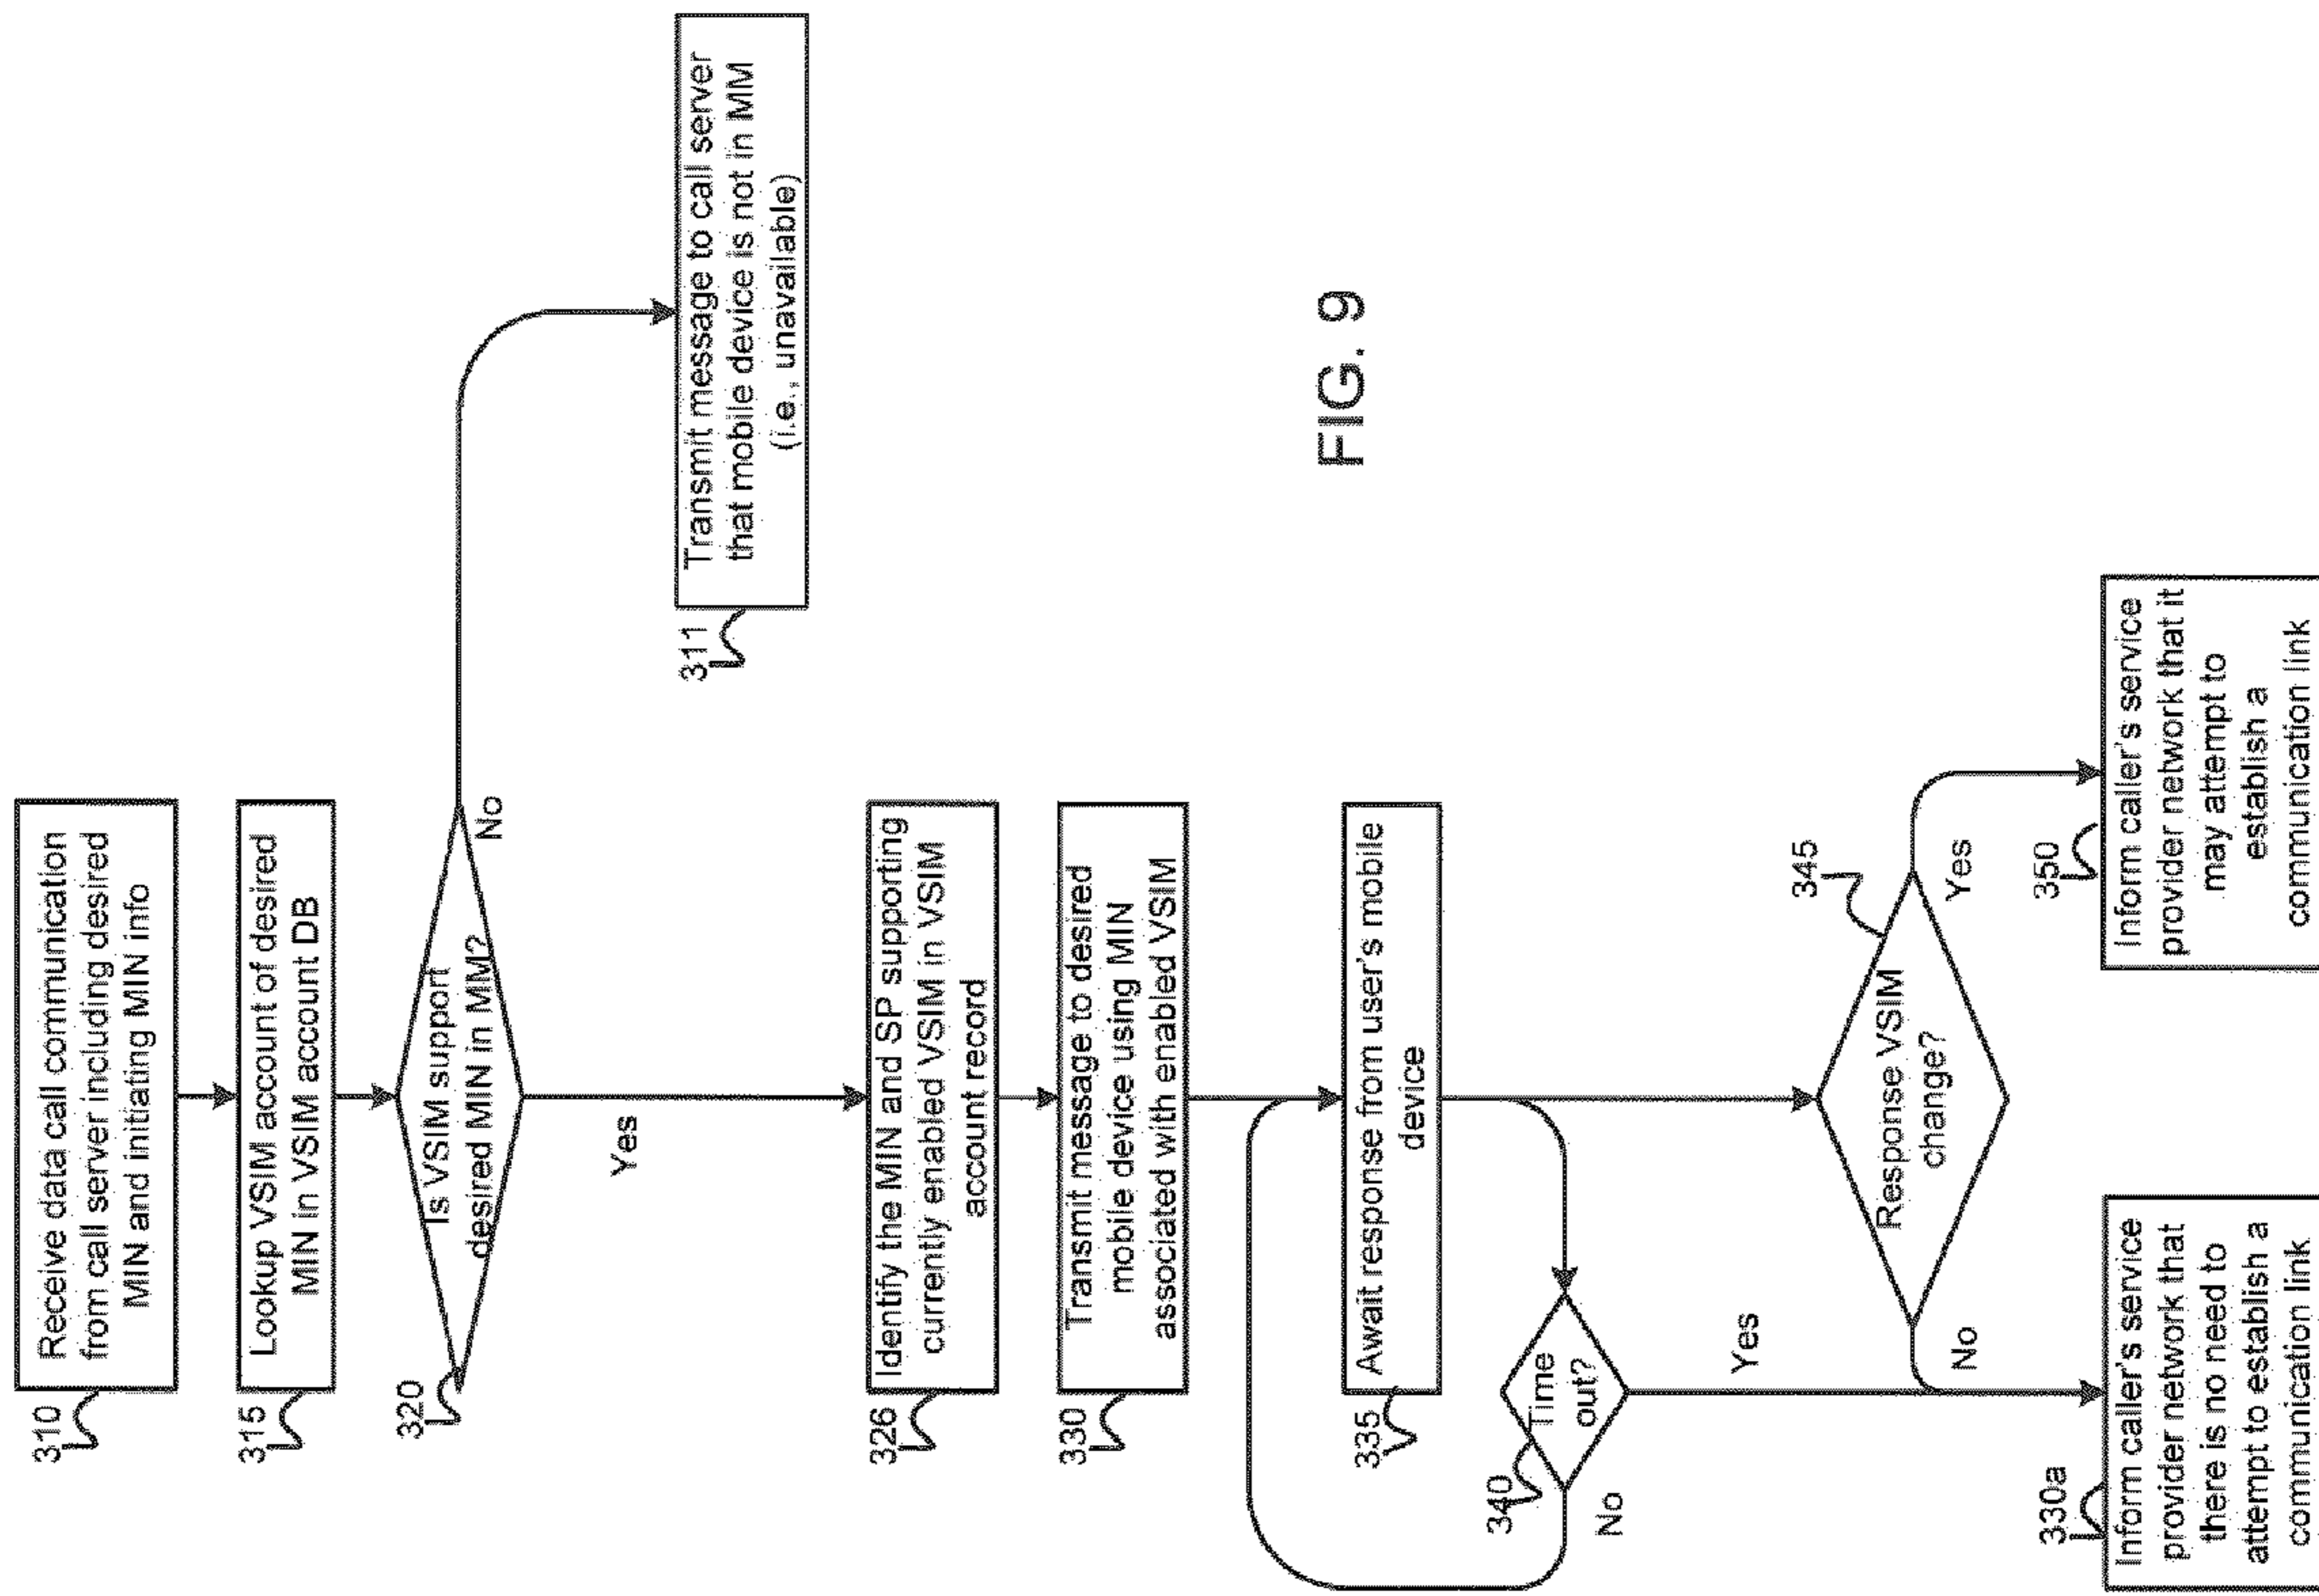 310
Receive data call communication
from call server including desired
MIN and initiating MIN info
315
Lookup VSIM account of desired
MIN in VSIM account DB
320
Is VSIM support
desired MIN in MM?
No
Yes
311
Transmit message to call server
that mobile device is not in MM
(i.e., unavailable)
326
Identify the MIN and SP supporting
currently enabled VSIM in VSIM
account record
330
Transmit message to desired
mobile device using MIN
associated with enabled VSIM
335
Await response from user's mobile
device
340
Time
out?
No
Yes
345
Response VSIM
change?
No
Yes
330a
Inform caller's service
provider network that
there is no need to
attempt to establish a
communication link
350
Inform caller's service
provider network that it
may attempt to
establish a
communication link
FIG. 9